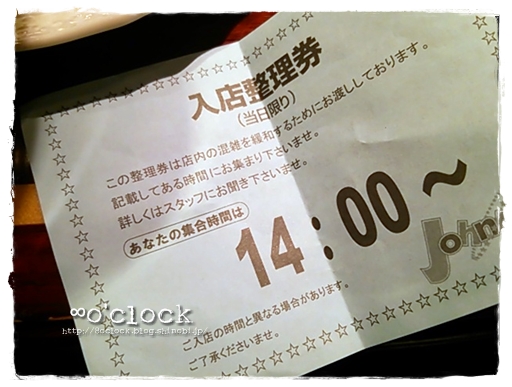 入店整理券
(当日限り)
この整理券は店内の混雑を緩和するためにお渡ししております。
記載してある時間にお集まり下さいませ。
詳しくはスタッフにお聞き下さいませ。
あなたの集合時間は
14:00~
John
ご入店の時間と異なる場合があります。
ご了承くださいませ。
∞o'clock
http://8oclock.blog.shinobi.jp/